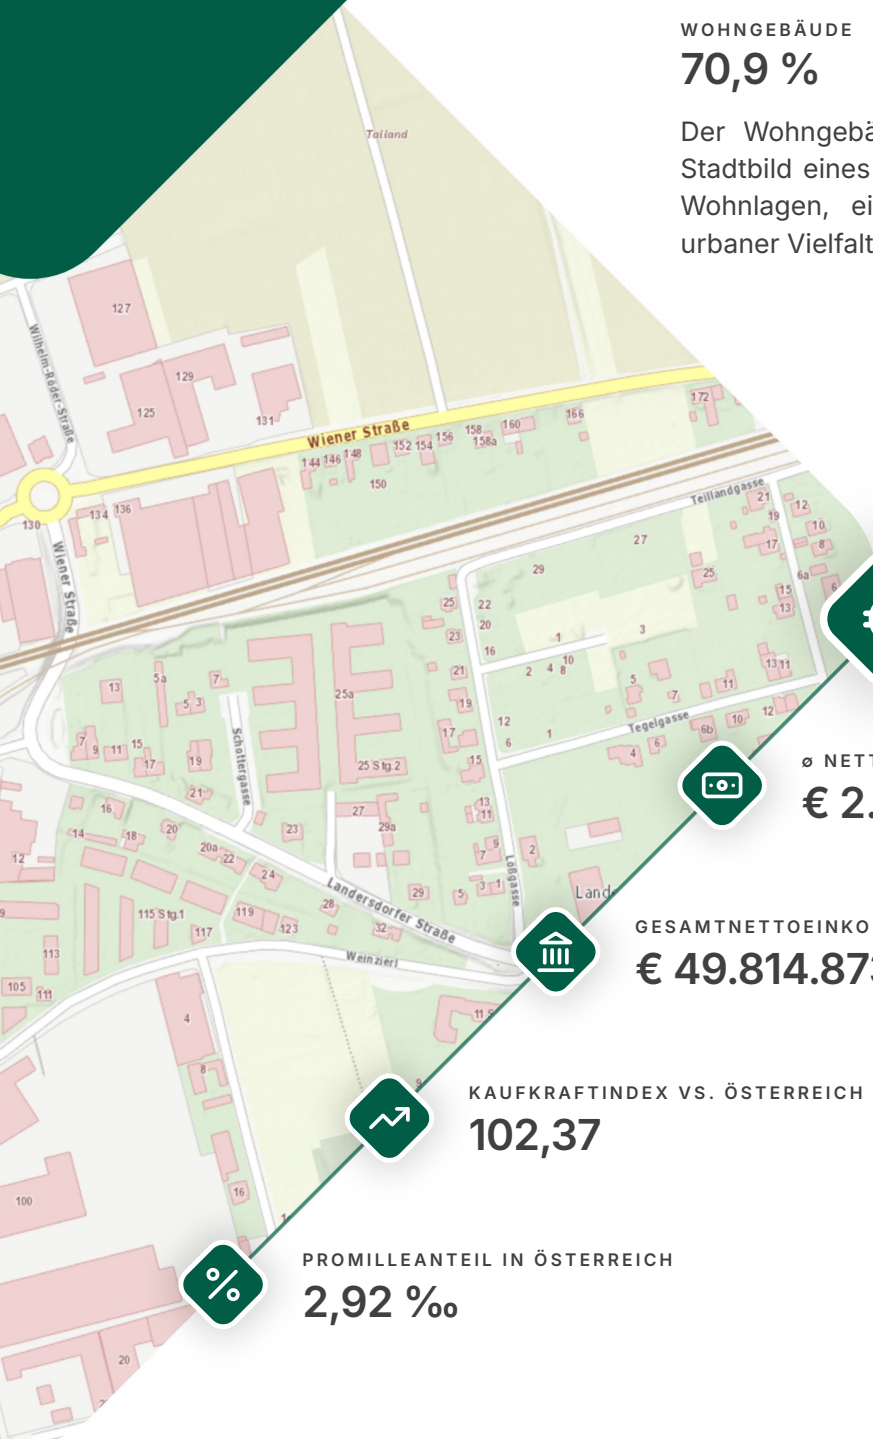 WOHNGEBÄUDE
70,9 %
Der Wohngebä
Stadtbild eines
Wohnlagen, ei
urbaner Vielfalt
Tailand
Wilhelm-Röder-Straße
127
129
125
131
Wiener Straße
144 146 148
150
152 154 156
158
158a
160
166
172
130
134 136
Wiener Straße
Teillandgasse
21
19
17
12
10
8
6a
6
15
13
27
29
25
25
22
20
23
16
1
3
2 4 8
10
21
19
12
6
1
5
7
11
13 11
Tegelgasse
6b
10
12
4
6
17
15
13
5a
7
5 3
25a
7
9
11
15
17
19
Schottergasse
25 Stg.2
21
16
14
18
20
12
20a
22
23
27
29a
24
13
11
9
7
2
Lößgasse
Lande
115 Stg.1
119
117
123
28
Landersdorfer Straße
32
29
5
3 1
9
113
105
111
Weinzierl
4
8
11 S
9
16
100
20
ø NETT
€ 2.
GESAMTNETTOEINKO
€ 49.814.873
KAUFKRAFTINDEX VS. ÖSTERREICH
102,37
PROMILLEANTEIL IN ÖSTERREICH
2,92 ‰